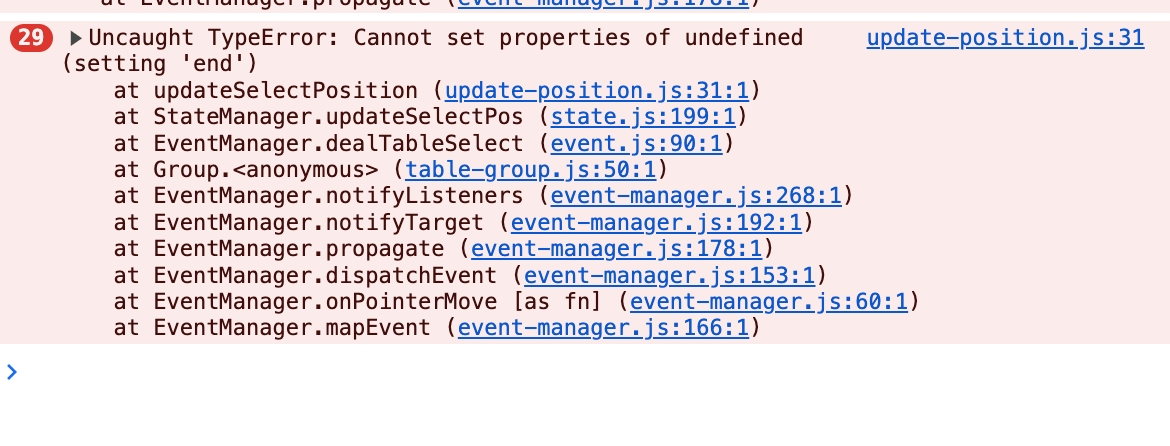 at EventManager.propagate (event-manager.js:178:1)
29 ▶Uncaught TypeError: Cannot set properties of undefined update-position.js:31
(setting 'end')
at updateSelectPosition (update-position.js:31:1)
at StateManager.updateSelectPos (state.js:199:1)
at EventManager.dealTableSelect (event.js:90:1)
at Group.<anonymous> (table-group.js:50:1)
at EventManager.notifyListeners (event-manager.js:268:1)
at EventManager.notifyTarget (event-manager.js:192:1)
at EventManager.propagate (event-manager.js:178:1)
at EventManager.dispatchEvent (event-manager.js:153:1)
at EventManager.onPointerMove [as fn] (event-manager.js:60:1)
at EventManager.mapEvent (event-manager.js:166:1)